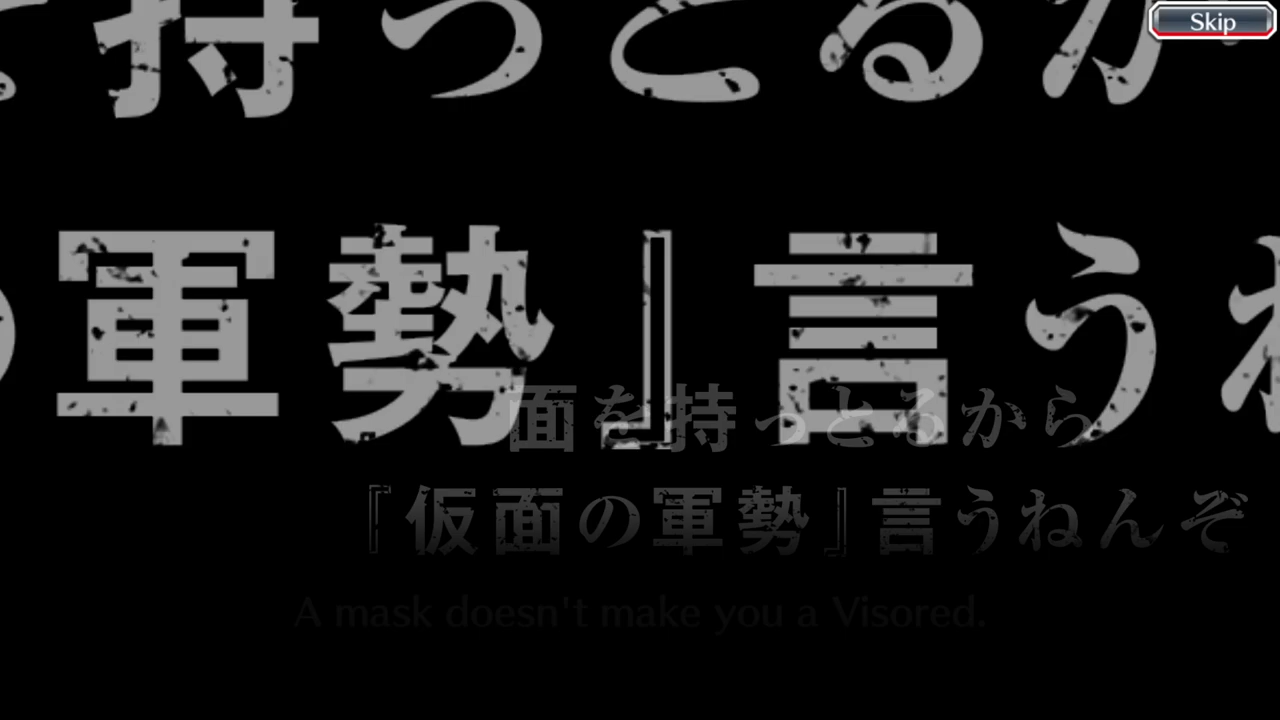 Skip
持っとるか
軍勢』言うね
面を持っとるから
『仮面の軍勢』言うねんぞ
A mask doesn't make you a Visored.